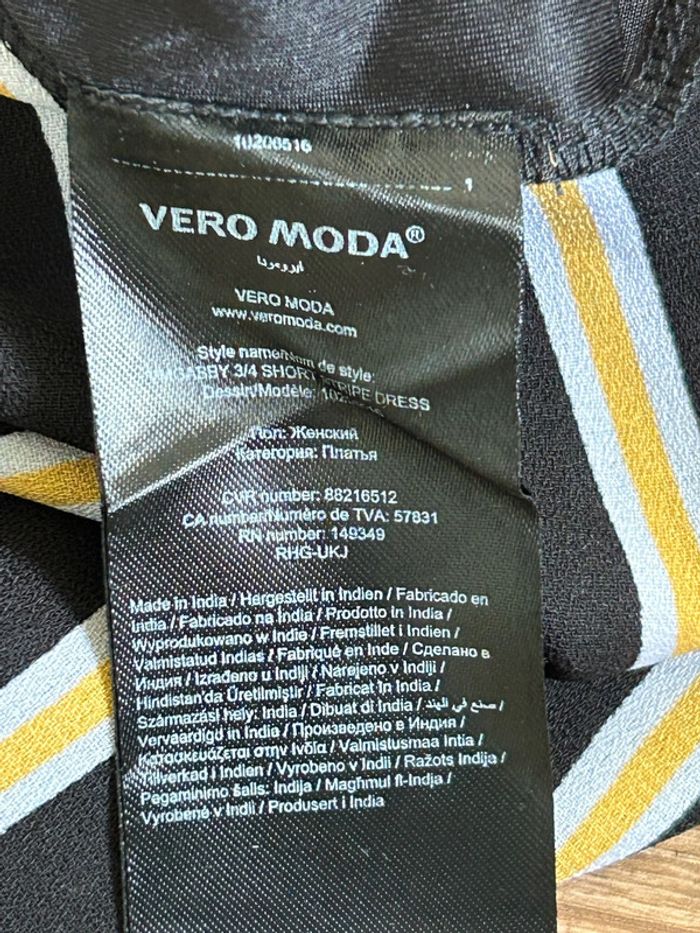 10206516
1
VERO MODA®
VERO MODA
www.veromoda.com
Style name/Nom de style:
3/4 SHORT STRIPE DRESS
Dessin/Modèle:
Пол: Женский
Категория: Платья
CVR number: 88216512
CA number/Numéro de TVA: 57831
RN number: 149349
RHG-UKJ
Made in India / Hergestellt in Indien / Fabricado en
India / Fabricado na Índia / Prodotto in India /
Wyprodukowano w Indie / Fremstillet i Indien /
Valmistatud Indias / Fabriqué en Inde / Сделано в
Индия / Izrađeno u Indiji / Narejeno v Indiji /
Hindistan'da Üretilmiştir / Fabricat în India /
Származási hely: India / Dibuat di India / صنع في الهند /
Vervaardigd in India / Произведено в Индия /
Κατασκευάζεται στην Ινδία / Valmistusmaa Intia /
Tillverkad i Indien / Vyrobeno v Indii / Ražots Indija /
Pegaminimo šalis: Indija / Magħmul fl-Indja /
Vyrobené v Indii / Produsert i India